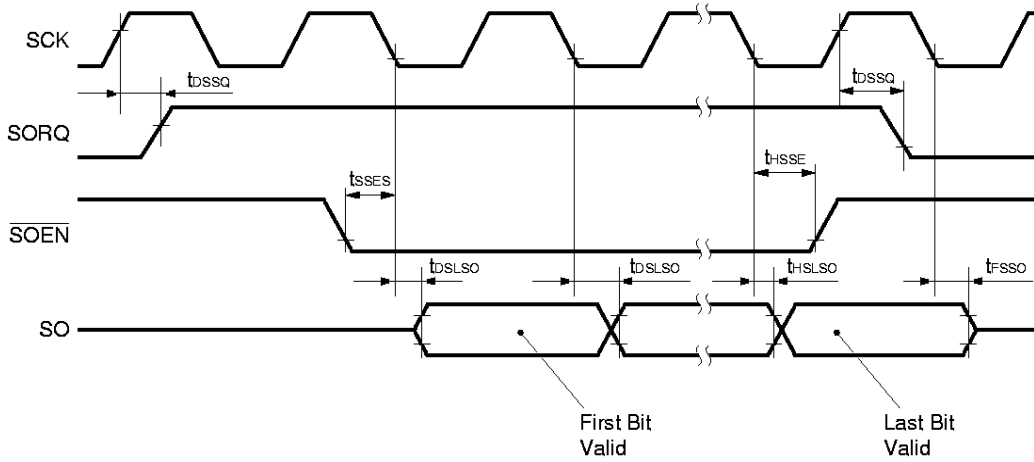 SCK
tDSSQ
tDSSQ
SORQ
tSSES
tHSSE
SOEN
tDSLSO
tDSLSO
tHSLSO
tFSSO
SO
First Bit
Valid
Last Bit
Valid